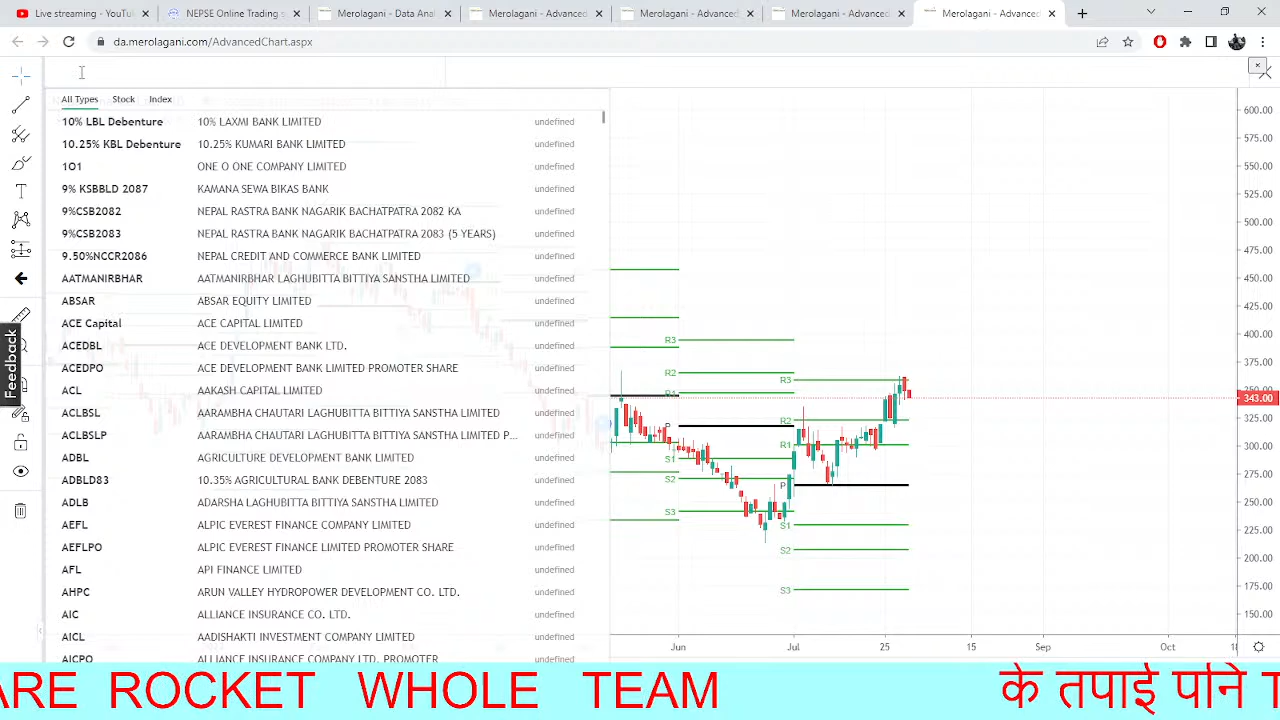 Live streaming - YouTu
NEPSE Online Trading s
Merolagani - Data Anal
Merolagani - Advanced
Merolagani - Advanced
Merolagani - Advanced
Merolagani - Advanced
da.merolagani.com/AdvancedChart.aspx
All Types Stock Index
10% LBL Debenture 10% LAXMI BANK LIMITED undefined
10.25% KBL Debenture 10.25% KUMARI BANK LIMITED undefined
1O1 ONE O ONE COMPANY LIMITED undefined
9% KSBBLD 2087 KAMANA SEWA BIKAS BANK undefined
9%CSB2082 NEPAL RASTRA BANK NAGARIK BACHATPATRA 2082 KA undefined
9%CSB2083 NEPAL RASTRA BANK NAGARIK BACHATPATRA 2083 (5 YEARS) undefined
9.50%NCCR2086 NEPAL CREDIT AND COMMERCE BANK LIMITED undefined
AATMANIRBHAR AATMANIRBHAR LAGHUBITTA BITTIYA SANSTHA LIMITED undefined
ABSAR ABSAR EQUITY LIMITED undefined
ACE Capital ACE CAPITAL LIMITED undefined
ACEDBL ACE DEVELOPMENT BANK LTD. undefined
ACEDPO ACE DEVELOPMENT BANK LIMITED PROMOTER SHARE undefined
ACL AAKASH CAPITAL LIMITED undefined
ACLBSL AARAMBHA CHAUTARI LAGHUBITTA BITTIYA SANSTHA LIMITED undefined
ACLBSLP AARAMBHA CHAUTARI LAGHUBITTA BITTIYA SANSTHA LIMITED P... undefined
ADBL AGRICULTURE DEVELOPMENT BANK LIMITED undefined
ADBLD83 10.35% AGRICULTURAL BANK DEBENTURE 2083 undefined
ADLB ADARSHA LAGHUBITTA BITTIYA SANSTHA LIMITED undefined
AEFL ALPIC EVEREST FINANCE COMPANY LIMITED undefined
AEFLPO ALPIC EVEREST FINANCE LIMITED PROMOTER SHARE undefined
AFL API FINANCE LIMITED undefined
AHPC ARUN VALLEY HYDROPOWER DEVELOPMENT CO. LTD. undefined
AIC ALLIANCE INSURANCE CO. LTD. undefined
AICL AADISHAKTI INVESTMENT COMPANY LIMITED undefined
AICPO ALLIANCE INSURANCE COMPANY LTD. PROMOTER undefined
Feedback
R3
R2
R1
P
S1
S2
S3
R3
R2
R1
P
S1
S2
S3
600.00
575.00
550.00
525.00
500.00
475.00
450.00
425.00
400.00
375.00
350.00
343.00
325.00
300.00
275.00
250.00
225.00
200.00
175.00
150.00
Jun Jul 25 15 Sep Oct
ARE ROCKET WHOLE TEAM के तपाई पनि T